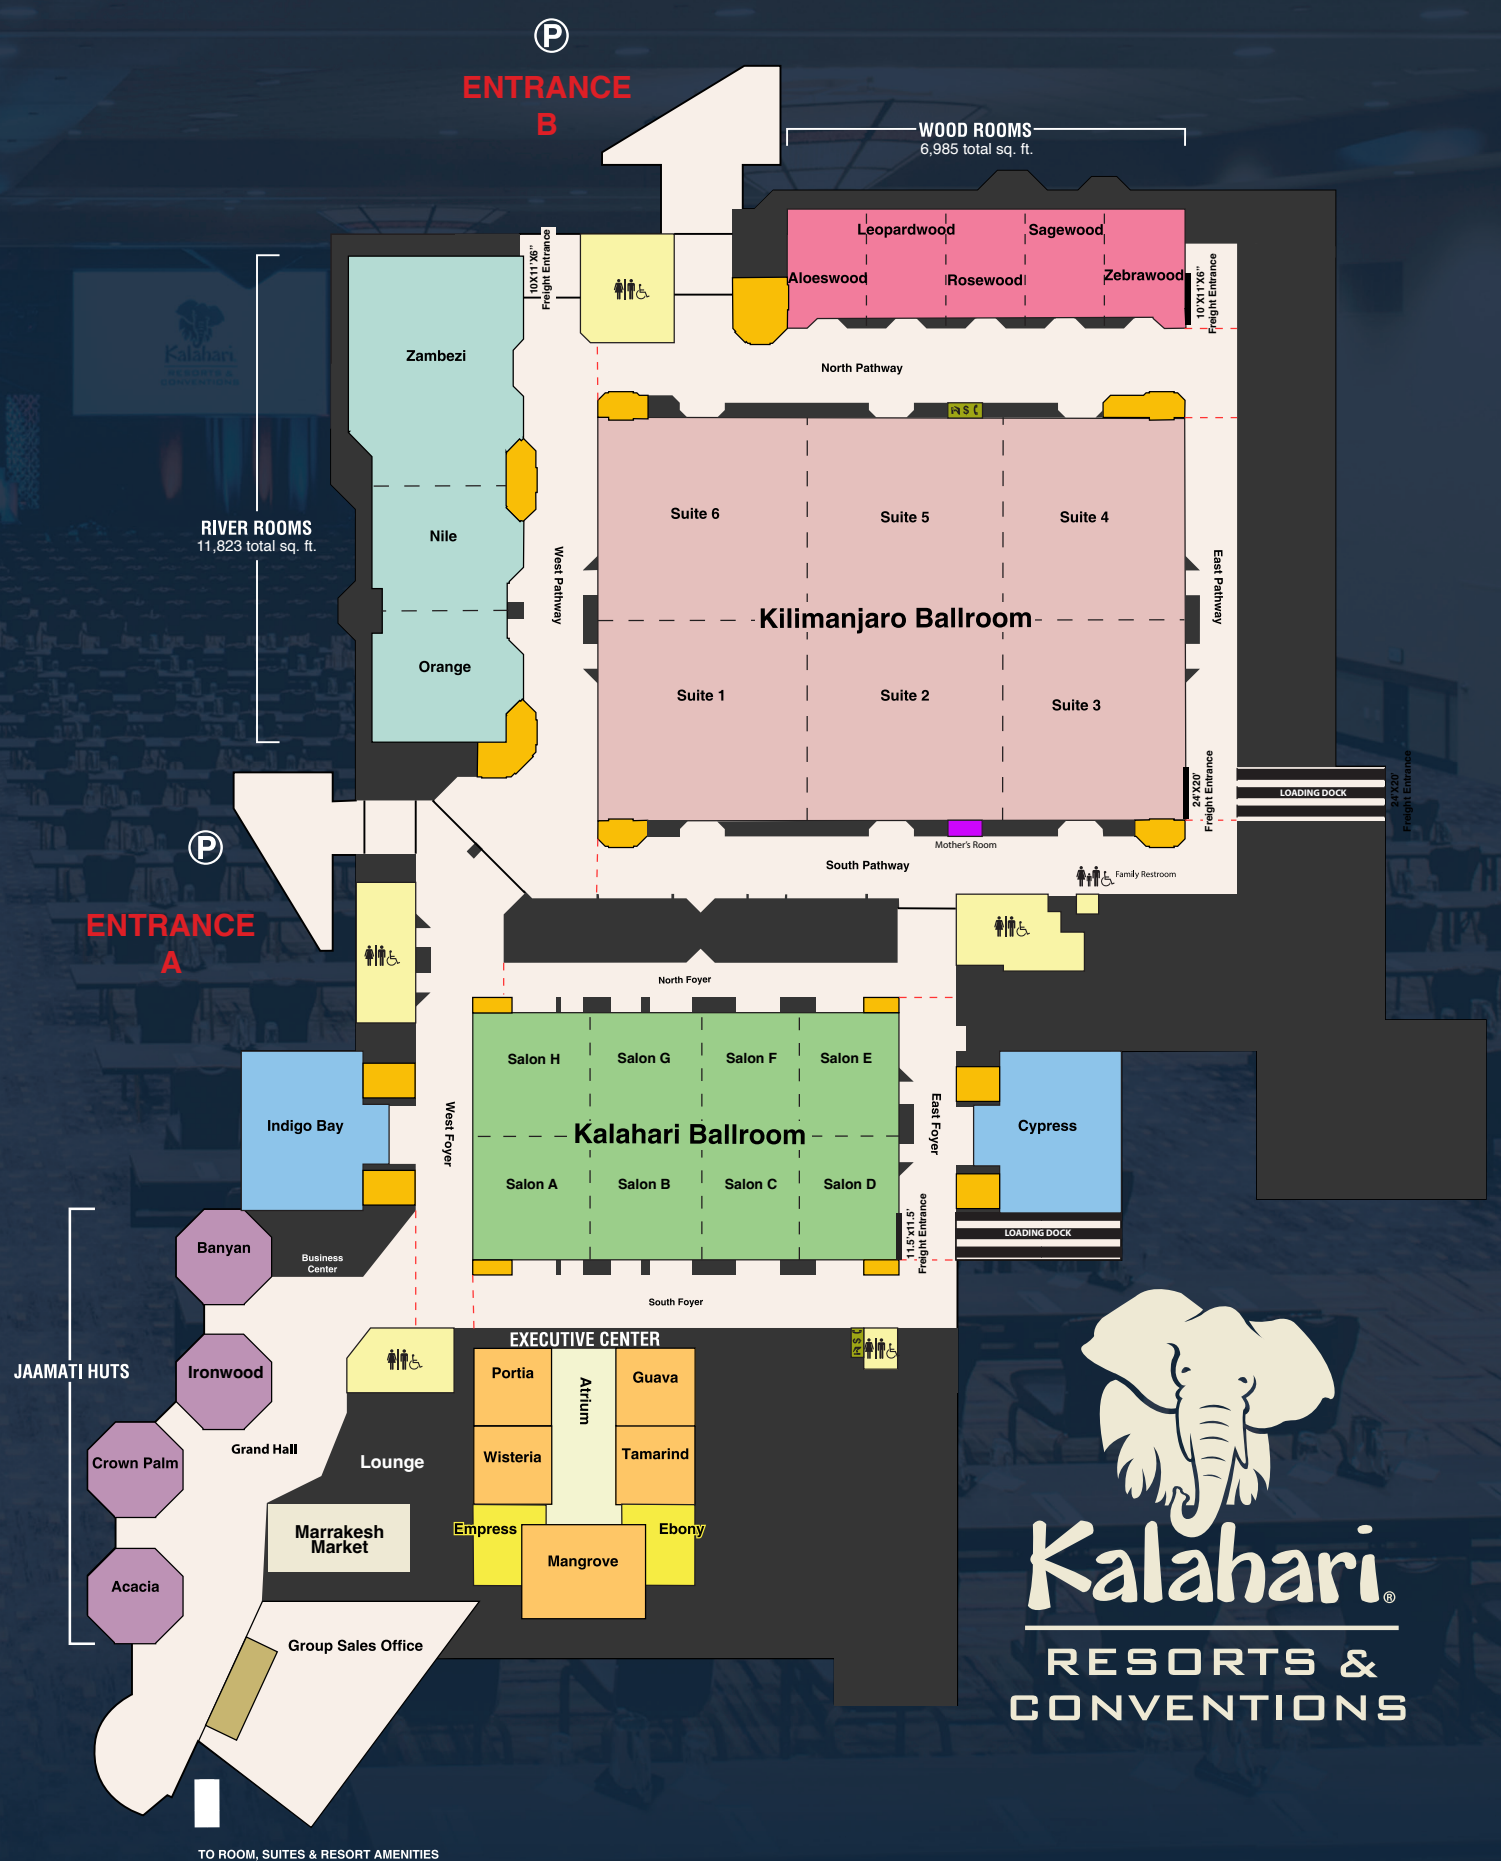 P
ENTRANCE
B
WOOD ROOMS
6,985 total sq. ft.
Leopardwood
Sagewood
Aloeswood
Rosewood
Zebrawood
10X11'X6"
Freight Entrance
10'X11'X6"
Freight Entrance
Zambezi
North Pathway
$
RIVER ROOMS
11,823 total sq. ft.
Nile
Orange
West Pathway
Suite 6
Suite 5
Suite 4
East Pathway
Kilimanjaro Ballroom
Suite 1
Suite 2
Suite 3
24'X20'
Freight Entrance
LOADING DOCK
24'X20'
Freight Entrance
Mother's Room
South Pathway
Family Restroom
P
ENTRANCE
A
North Foyer
Salon H
Salon G
Salon F
Salon E
West Foyer
Kalahari Ballroom
East Foyer
Indigo Bay
Cypress
Salon A
Salon B
Salon C
Salon D
11.5'x11.5'
Freight Entrance
LOADING DOCK
Banyan
Business
Center
South Foyer
JAAMATI HUTS
Ironwood
EXECUTIVE CENTER
$
Portia
Atrium
Guava
Crown Palm
Grand Hall
Lounge
Wisteria
Tamarind
Marrakesh
Market
Empress
Ebony
Mangrove
Acacia
Group Sales Office
Kalahari®
RESORTS &
CONVENTIONS
TO ROOM, SUITES & RESORT AMENITIES
Kalahari
RESORTS &
CONVENTIONS